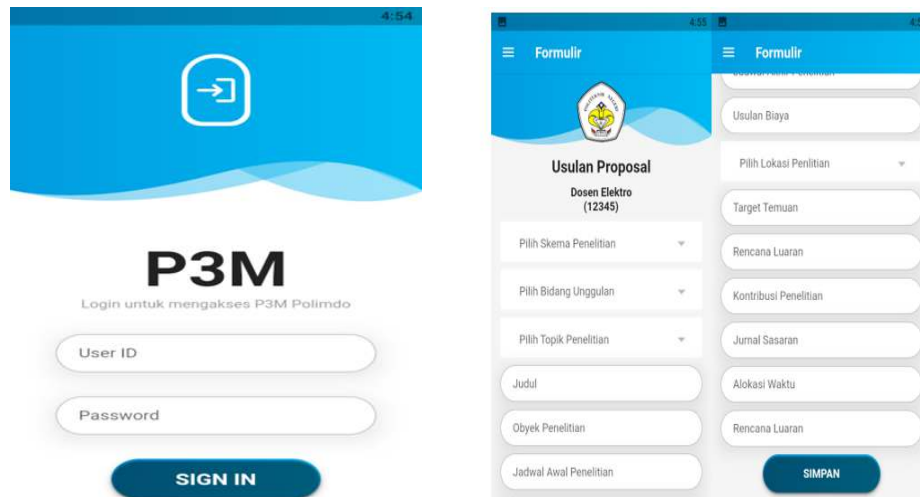 4:54
P3M
Login untuk mengakses P3M Polimdo
User ID
Password
SIGN IN
4:55
Formulir
Usulan Proposal
Dosen Elektro
(12345)
Pilih Skema Penelitian
Pilih Bidang Unggulan
Pilih Topik Penelitian
Judul
Obyek Penelitian
Jadwal Awal Penelitian
Formulir
Usulan Biaya
Pilih Lokasi Penlitian
Target Temuan
Rencana Luaran
Kontribusi Penelitian
Jurnal Sasaran
Alokasi Waktu
Rencana Luaran
SIMPAN